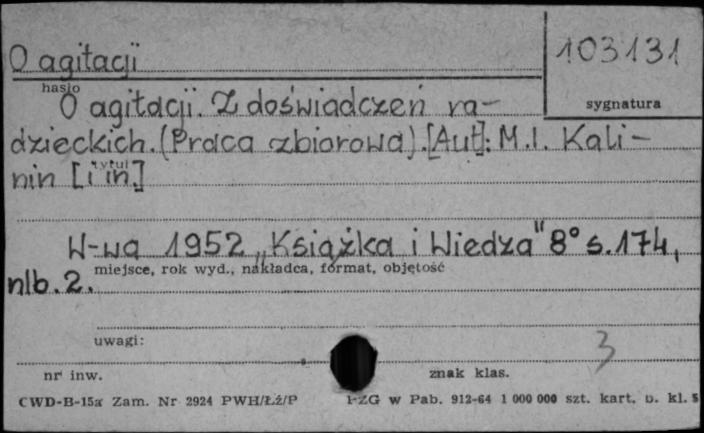 O agitacji
103131
hasło
sygnatura
O agitacji. Z doświadczeń ra-
dzieckich. (Praca zbiorowa). [Aut]: M.I. Kali-
tytuł
nin [i in.]
W-wa 1952 „Książka i Wiedza" 8° s. 174,
miejsce, rok wyd., nakładca, format, objętość
nlb. 2.
uwagi:
3
nr inw.
znak klas.
CWD-B-15a Zam. Nr 2924 PWH/Łź/P
PZG w Pab. 912-64 1 000 000 szt. kart. p. kl. 5